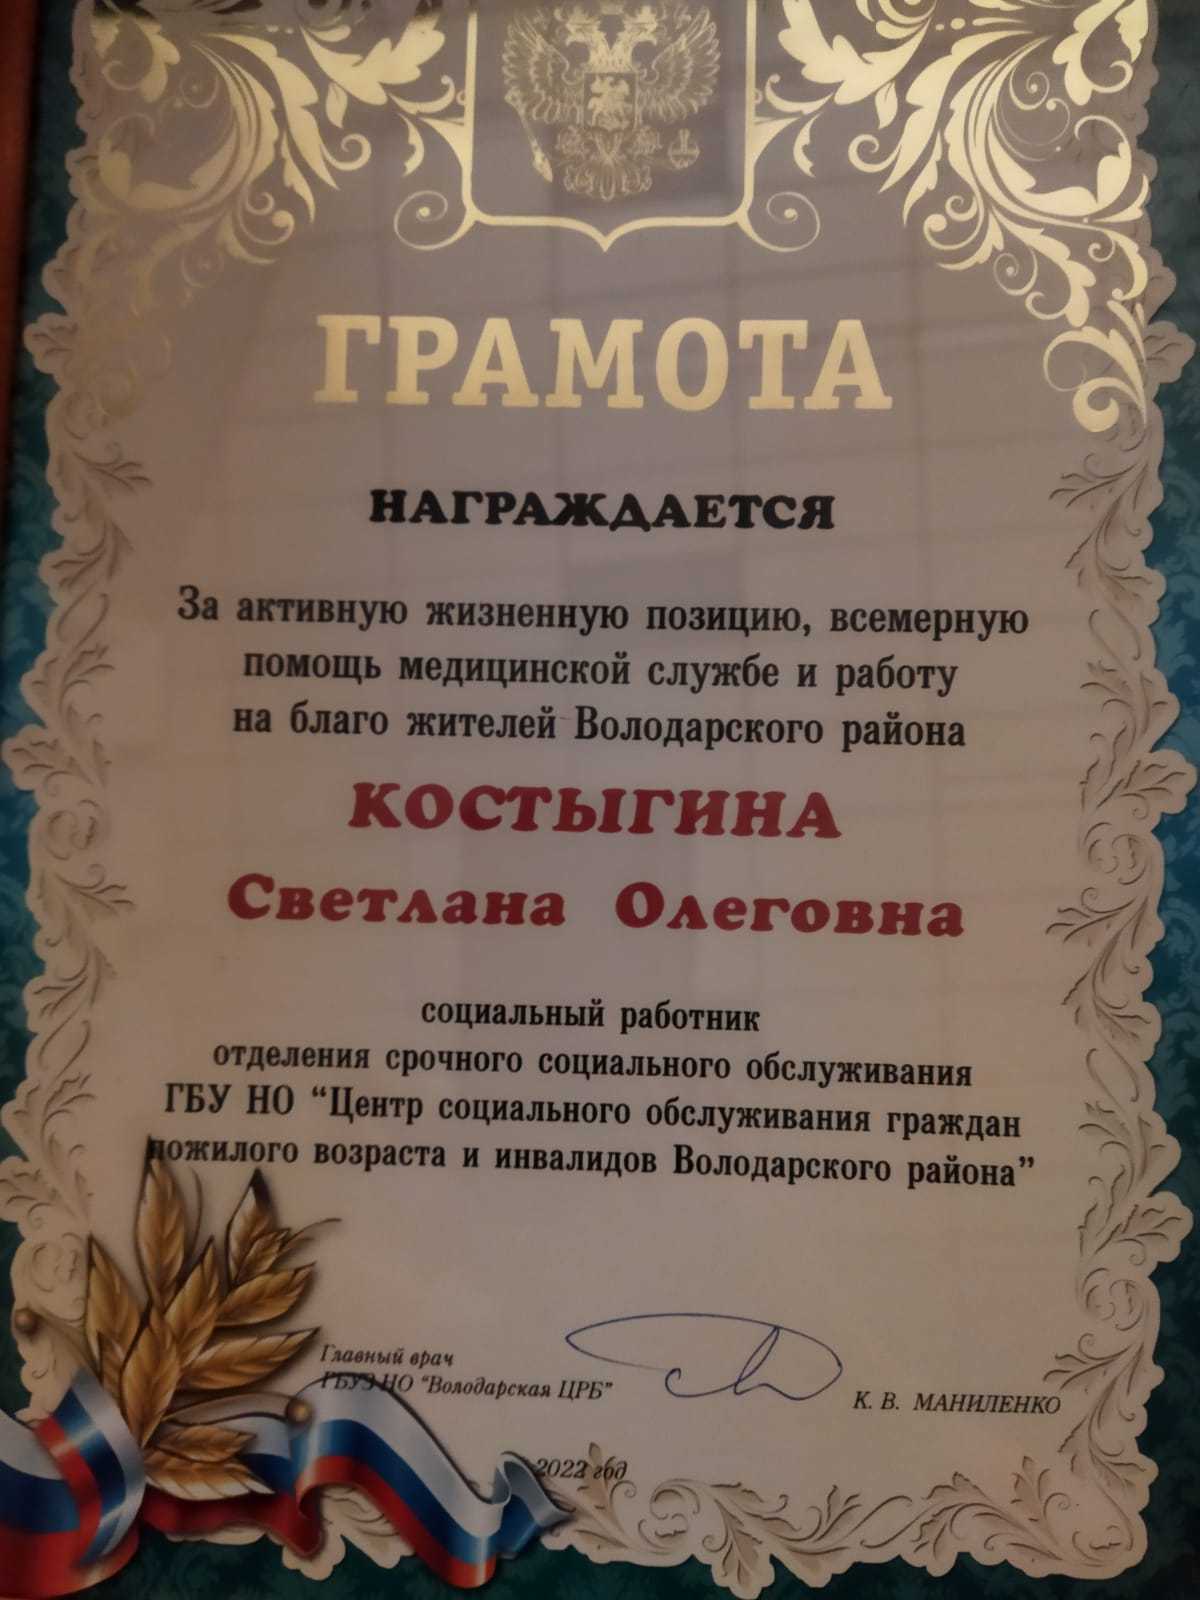 ГРАМОТА
НАГРАЖДАЕТСЯ
За активную жизненную позицию, всемерную
помощь медицинской службе и работу
на благо жителей Володарского района
КОСТЫГИНА
Светлана Олеговна
социальный работник
отделения срочного социального обслуживания
ГБУ НО “Центр социального обслуживания граждан
пожилого возраста и инвалидов Володарского района”
Главный врач
ГБУЗ НО “Володарская ЦРБ”
К. В. МАНИЛЕНКО
2022 год